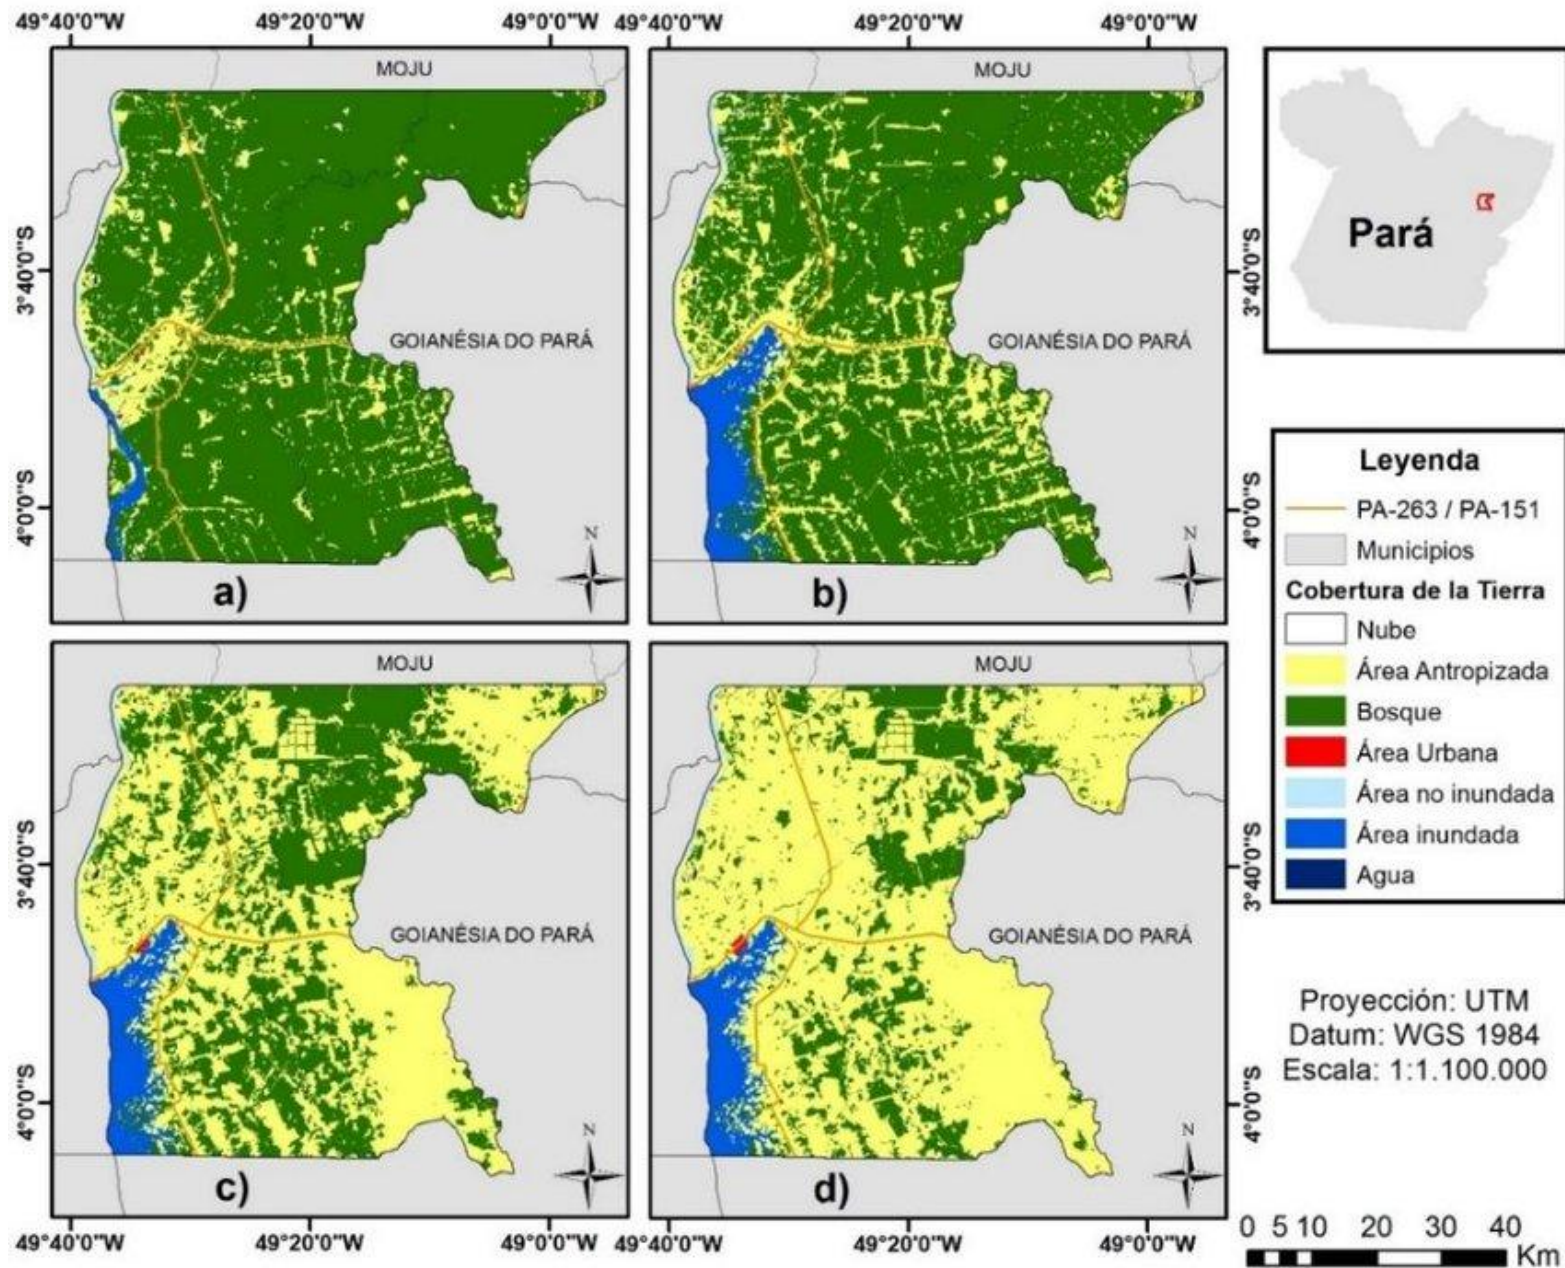 49°40'0"W 49°20'0"W 49°0'0"W 49°40'0"W 49°20'0"W 49°0'0"W
MOJU
MOJU
3°40'0"S
3°40'0"S
GOIANÉSIA DO PARÁ
GOIANÉSIA DO PARÁ
4°0'0"S
4°0'0"S
N
N
a)
b)
MOJU
MOJU
3°40'0"S
3°40'0"S
GOIANÉSIA DO PARÁ
GOIANÉSIA DO PARÁ
4°0'0"S
4°0'0"S
N
N
c)
d)
49°40'0"W 49°20'0"W 49°0'0"W 49°40'0"W 49°20'0"W 49°0'0"W
Pará
Leyenda
PA-263 / PA-151
Municipios
Cobertura de la Tierra
Nube
Área Antropizada
Bosque
Área Urbana
Área no inundada
Área inundada
Agua
Proyección: UTM
Datum: WGS 1984
Escala: 1:1.100.000
0 5 10 20 30 40
Km